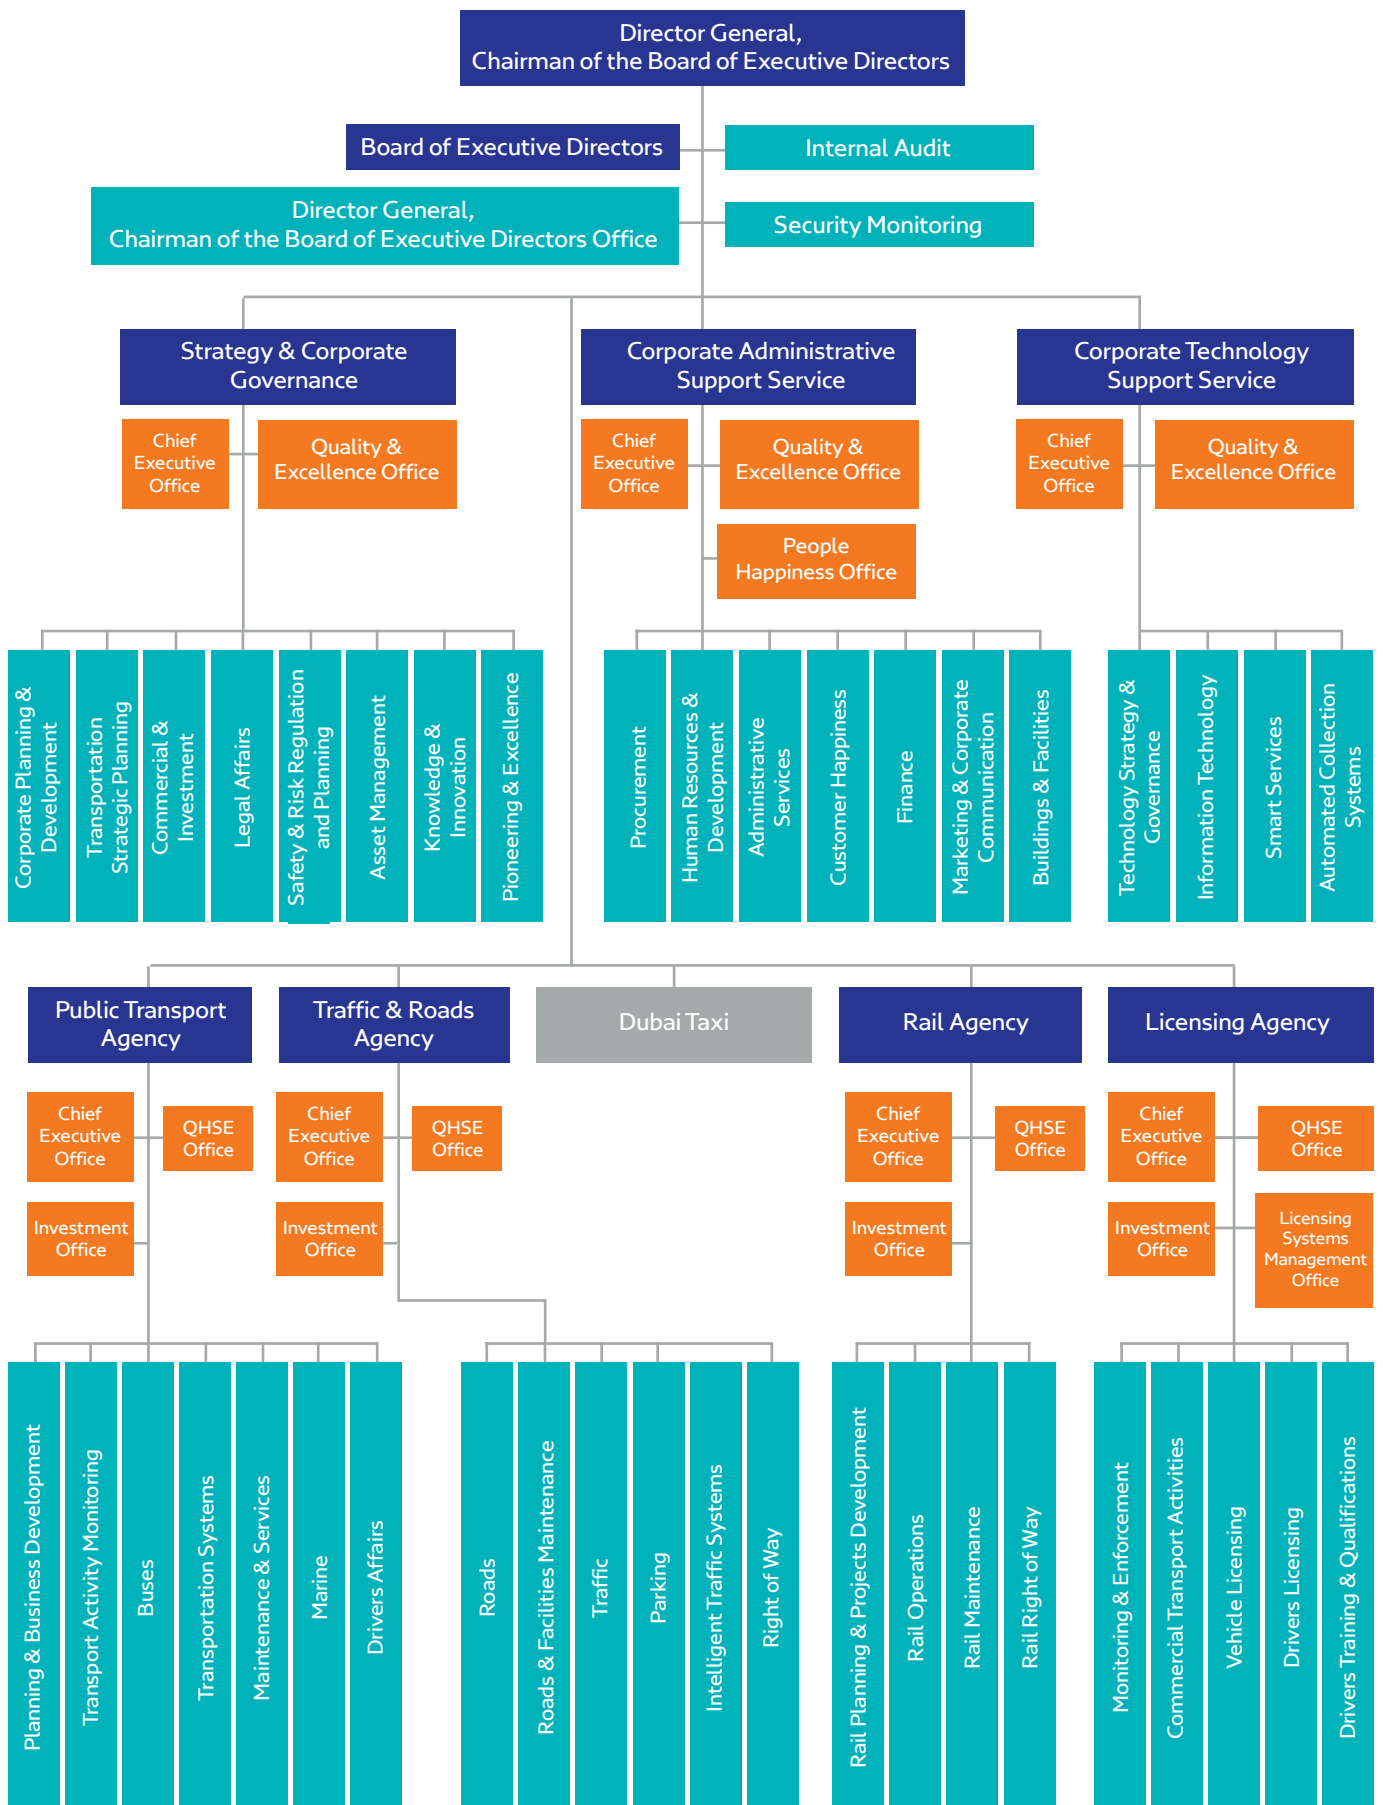 Director General,
Chairman of the Board of Executive Directors
Board of Executive Directors
Internal Audit
Director General,
Chairman of the Board of Executive Directors Office
Security Monitoring
Strategy & Corporate
Governance
Corporate Administrative
Support Service
Corporate Technology
Support Service
Chief
Executive
Office
Quality &
Excellence Office
Chief
Executive
Office
Quality &
Excellence Office
People
Happiness Office
Chief
Executive
Office
Quality &
Excellence Office
Corporate Planning &
Development
Transportation
Strategic Planning
Commercial &
Investment
Legal Affairs
Safety & Risk Regulation
and Planning
Asset Management
Knowledge &
Innovation
Pioneering & Excellence
Procurement
Human Resources &
Development
Administrative
Services
Customer Happiness
Finance
Marketing & Corporate
Communication
Buildings & Facilities
Technology Strategy &
Governance
Information Technology
Smart Services
Automated Collection
Systems
Public Transport
Agency
Traffic & Roads
Agency
Dubai Taxi
Rail Agency
Licensing Agency
Chief
Executive
Office
QHSE
Office
Investment
Office
Chief
Executive
Office
QHSE
Office
Investment
Office
Chief
Executive
Office
QHSE
Office
Investment
Office
Chief
Executive
Office
QHSE
Office
Investment
Office
Licensing
Systems
Management
Office
Planning & Business Development
Transport Activity Monitoring
Buses
Transportation Systems
Maintenance & Services
Marine
Drivers Affairs
Roads
Roads & Facilities Maintenance
Traffic
Parking
Intelligent Traffic Systems
Right of Way
Rail Planning & Projects Development
Rail Operations
Rail Maintenance
Rail Right of Way
Monitoring & Enforcement
Commercial Transport Activities
Vehicle Licensing
Drivers Licensing
Drivers Training & Qualifications